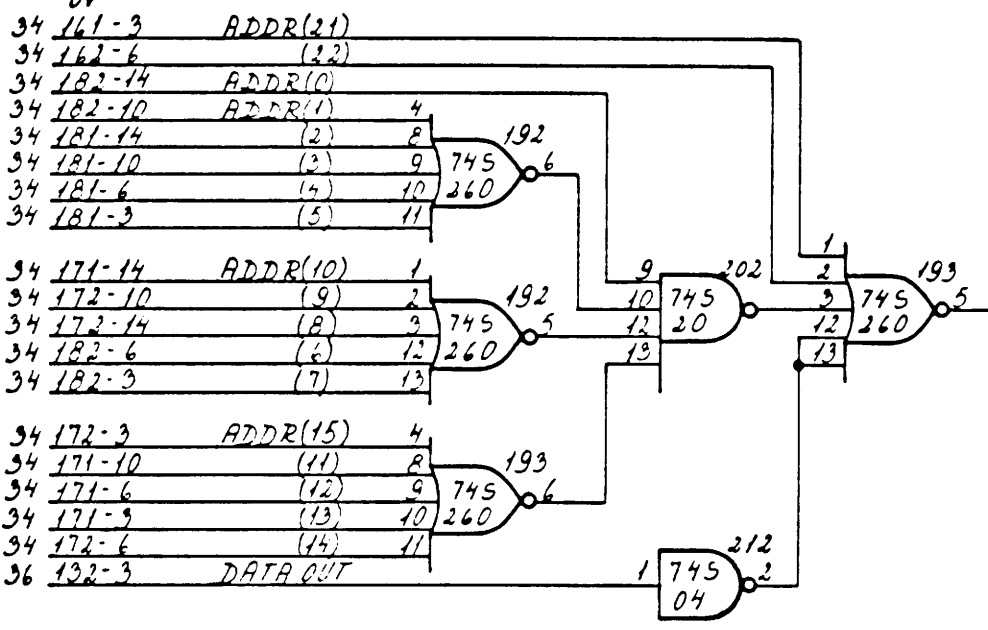 34 161-3 ADDR(21)
34 162-6 (22)
34 182-14 ADDR(0)
34 182-10 ADDR(1) 4
34 181-14 (2) 8
34 181-10 (3) 9
34 181-6 (4) 10
34 181-3 (5) 11
192
74S
260
6
34 171-14 ADDR(10) 1
34 172-10 (9) 2
34 172-14 (8) 3
34 182-6 (6) 12
34 182-3 (7) 13
192
74S
260
5
34 172-3 ADDR(15) 4
34 171-10 (11) 8
34 171-6 (12) 9
34 171-3 (13) 10
34 172-6 (14) 11
193
74S
260
6
36 132-3 DATA OUT 1
212
74S
04
2
9
10
12
13
202
74S
20
1
2
3
12
13
193
74S
260
5